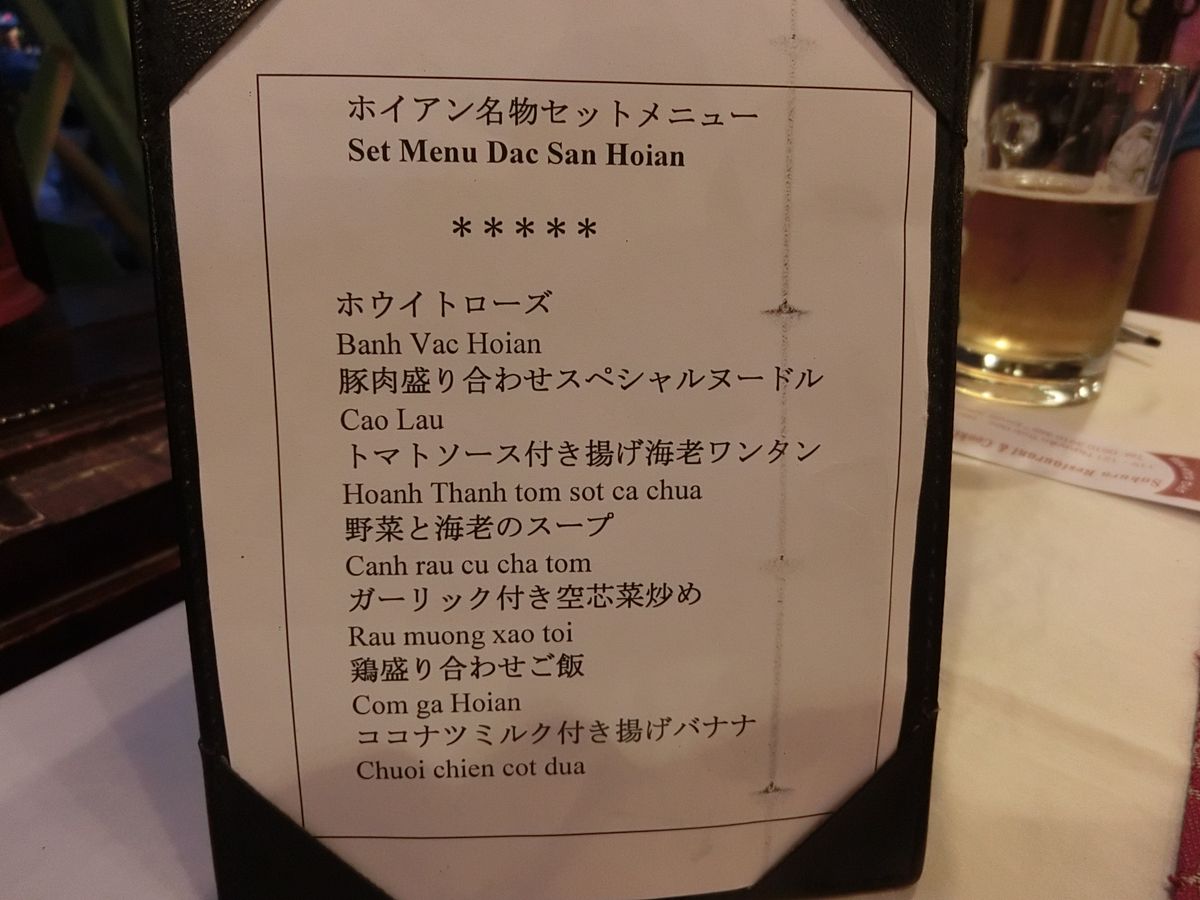 ホイアン名物セットメニュー
Set Menu Dac San Hoian
*****
ホウイトローズ
Banh Vac Hoian
豚肉盛り合わせスペシャルヌードル
Cao Lau
トマトソース付き揚げ海老ワンタン
Hoanh Thanh tom sot ca chua
野菜と海老のスープ
Canh rau cu cha tom
ガーリック付き空芯菜炒め
Rau muong xao toi
鶏盛り合わせご飯
Com ga Hoian
ココナツミルク付き揚げバナナ
Chuoi chien cot dua
Sakura Restaurant &